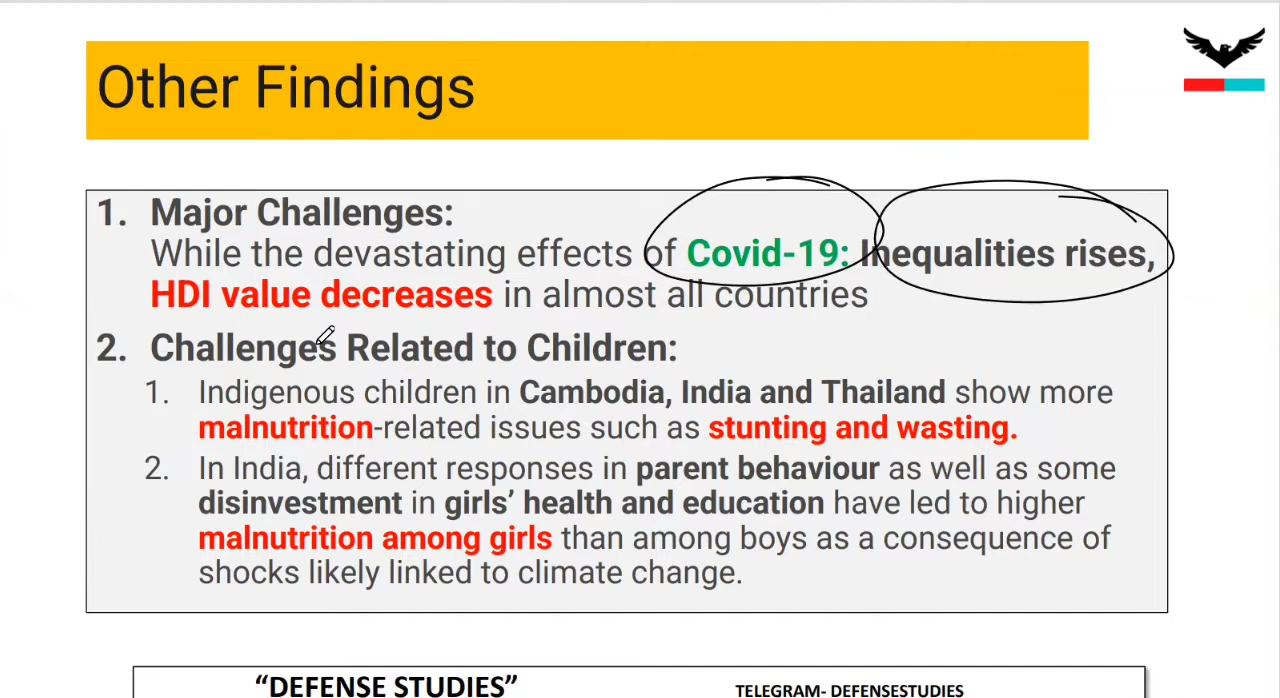 Other Findings
1. Major Challenges:
While the devastating effects of Covid-19: Inequalities rises,
HDI value decreases in almost all countries
2. Challenges Related to Children:
1. Indigenous children in Cambodia, India and Thailand show more
malnutrition-related issues such as stunting and wasting.
2. In India, different responses in parent behaviour as well as some
disinvestment in girls’ health and education have led to higher
malnutrition among girls than among boys as a consequence of
shocks likely linked to climate change.
“DEFENSE STUDIES” TELEGRAM- DEFENSESTUDIES